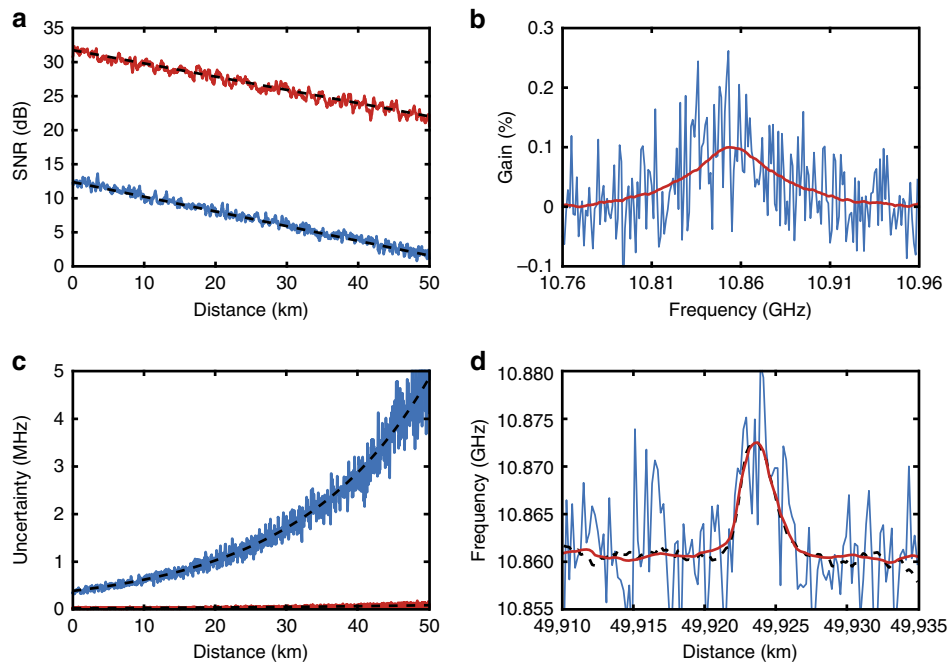 a
35
30
25
20
15
10
5
0
SNR (dB)
0 10 20 30 40 50
Distance (km)
b
0.3
0.2
0.1
0
–0.1
Gain (%)
10.76 10.81 10.86 10.91 10.96
Frequency (GHz)
c
5
4
3
2
1
0
Uncertainty (MHz)
0 10 20 30 40 50
Distance (km)
d
10.880
10.875
10.870
10.865
10.860
10.855
Frequency (GHz)
49,910 49,915 49,920 49,925 49,930 49,935
Distance (km)